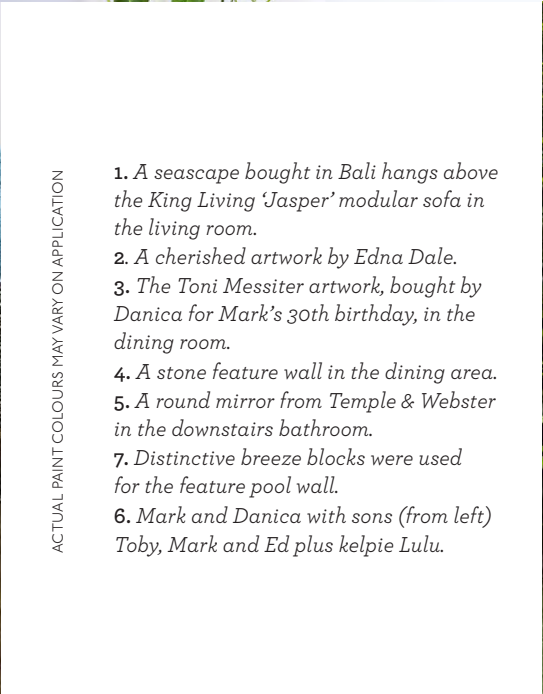 ACTUAL PAINT COLOURS MAY VARY ON APPLICATION
1. A seascape bought in Bali hangs above
the King Living ‘Jasper’ modular sofa in
the living room.
2. A cherished artwork by Edna Dale.
3. The Toni Messiter artwork, bought by
Danica for Mark’s 30th birthday, in the
dining room.
4. A stone feature wall in the dining area.
5. A round mirror from Temple & Webster
in the downstairs bathroom.
7. Distinctive breeze blocks were used
for the feature pool wall.
6. Mark and Danica with sons (from left)
Toby, Mark and Ed plus kelpie Lulu.